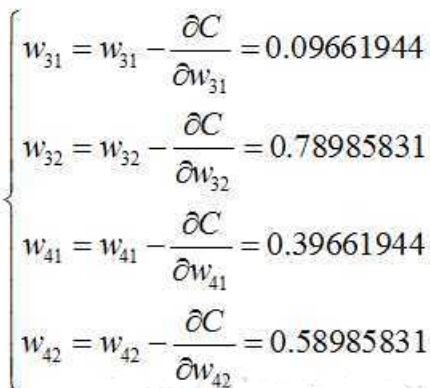 w₃₁ = w₃₁ − ∂C/∂w₃₁ = 0.09661944
w₃₂ = w₃₂ − ∂C/∂w₃₂ = 0.78985831
w₄₁ = w₄₁ − ∂C/∂w₄₁ = 0.39661944
w₄₂ = w₄₂ − ∂C/∂w₄₂ = 0.58985831